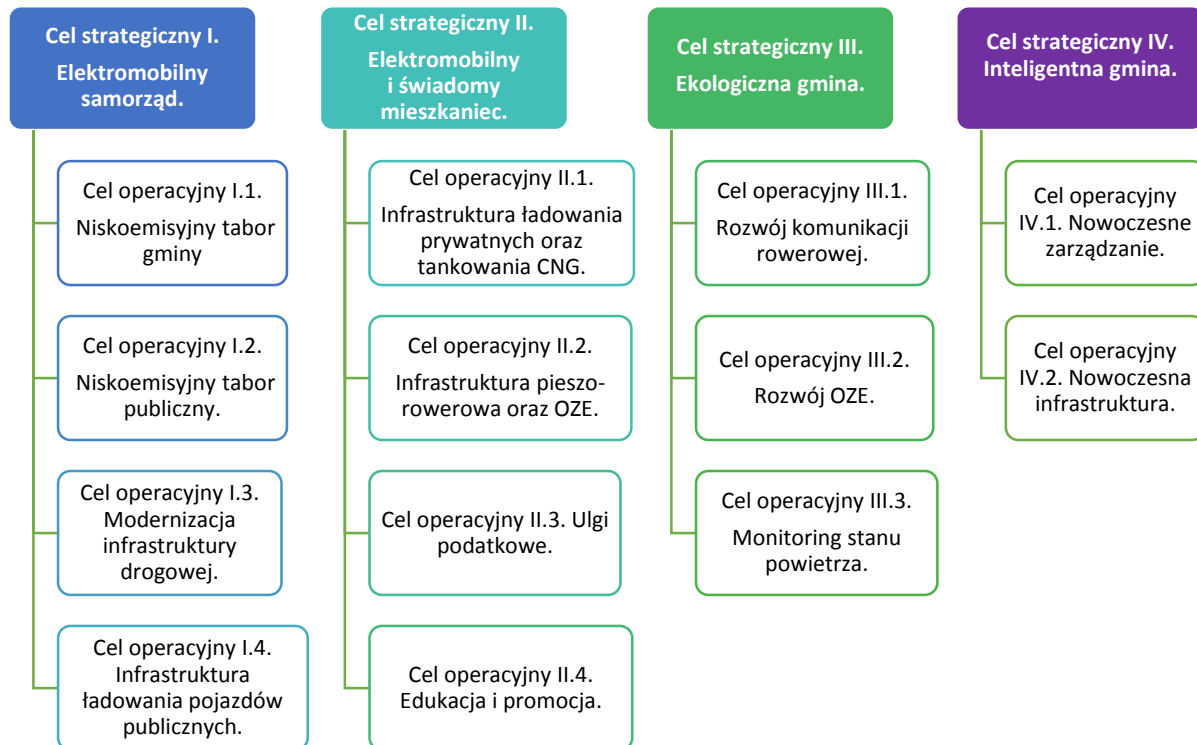 Cel strategiczny I.
Elektromobilny
samorząd.
Cel operacyjny I.1.
Niskoemisyjny tabor
gminy
Cel operacyjny I.2.
Niskoemisyjny tabor
publiczny.
Cel operacyjny I.3.
Modernizacja
infrastruktury
drogowej.
Cel operacyjny I.4.
Infrastruktura
ładowania pojazdów
publicznych.
Cel strategiczny II.
Elektromobilny
i świadomy
mieszkaniec.
Cel operacyjny II.1.
Infrastruktura ładowania
prywatnych oraz
tankowania CNG.
Cel operacyjny II.2.
Infrastruktura pieszo-
rowerowa oraz OZE.
Cel operacyjny II.3. Ulgi
podatkowe.
Cel operacyjny II.4.
Edukacja i promocja.
Cel strategiczny III.
Ekologiczna gmina.
Cel operacyjny III.1.
Rozwój komunikacji
rowerowej.
Cel operacyjny III.2.
Rozwój OZE.
Cel operacyjny III.3.
Monitoring stanu
powietrza.
Cel strategiczny IV.
Inteligentna gmina.
Cel operacyjny
IV.1. Nowoczesne
zarządzanie.
Cel operacyjny
IV.2. Nowoczesna
infrastruktura.